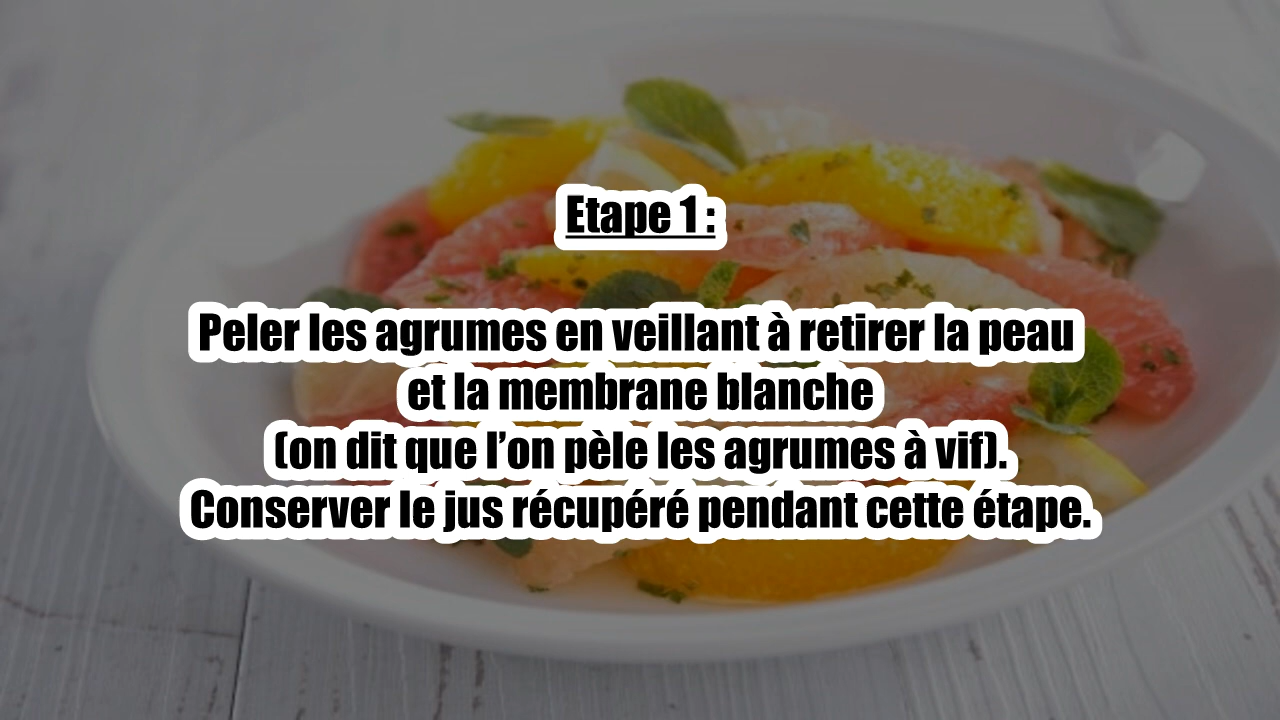 Etape 1 :
Peler les agrumes en veillant à retirer la peau
et la membrane blanche
(on dit que l’on pèle les agrumes à vif).
Conserver le jus récupéré pendant cette étape.